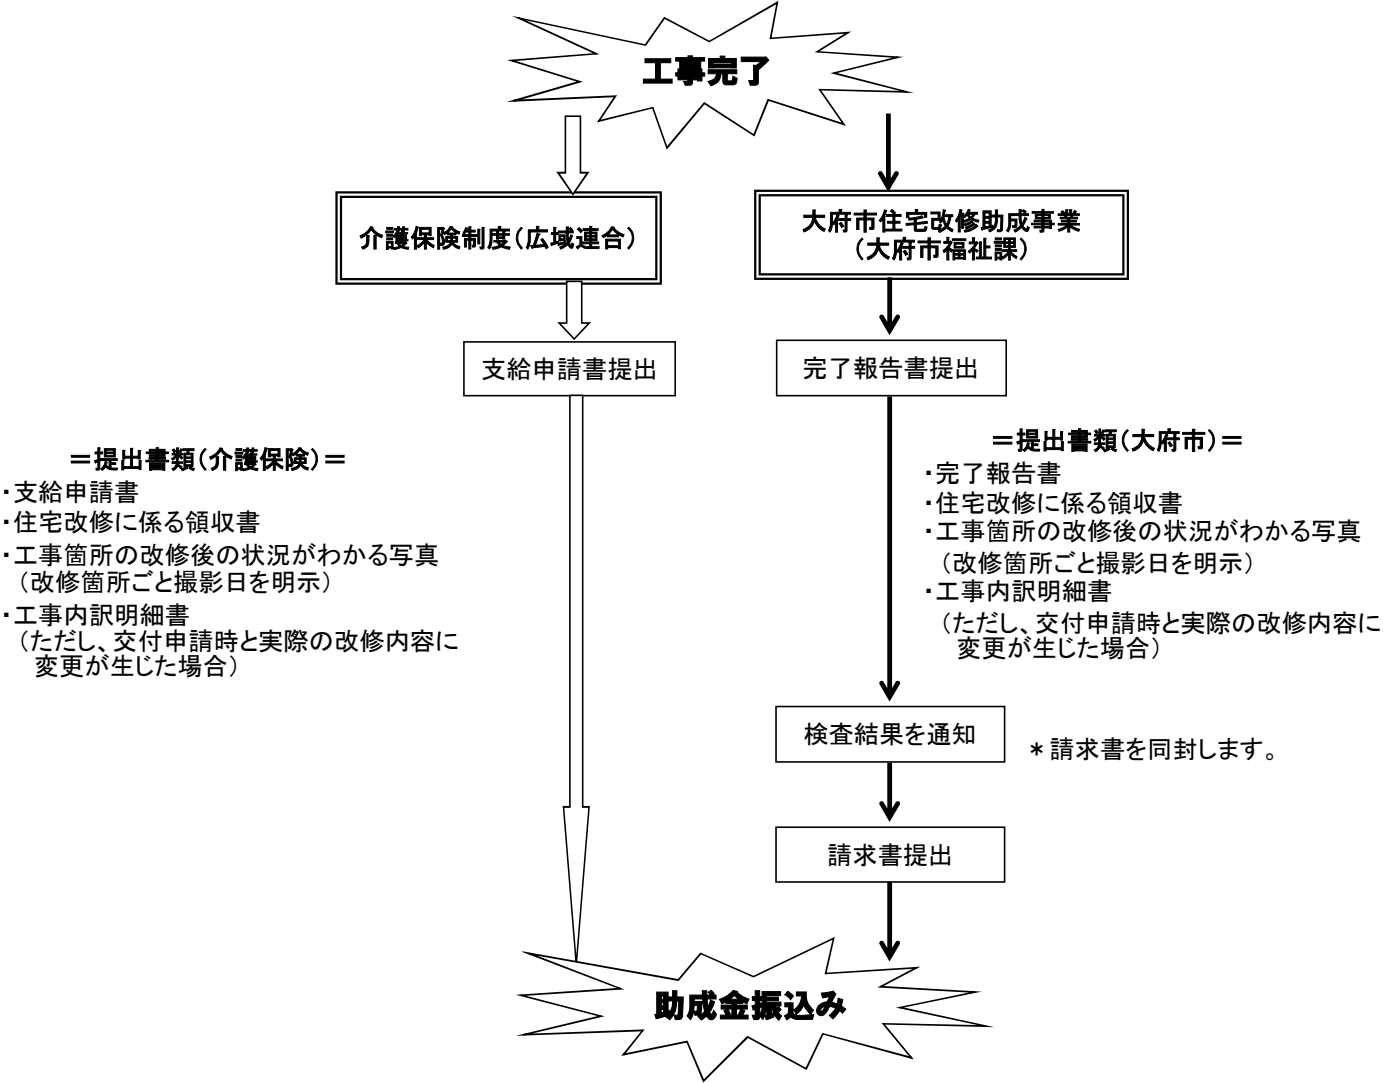 工事完了
介護保険制度（広域連合）
大府市住宅改修助成事業
（大府市福祉課）
支給申請書提出
完了報告書提出
＝提出書類（介護保険）＝
・支給申請書
・住宅改修に係る領収書
・工事箇所の改修後の状況がわかる写真
（改修箇所ごと撮影日を明示）
・工事内訳明細書
（ただし、交付申請時と実際の改修内容に
変更が生じた場合）
＝提出書類（大府市）＝
・完了報告書
・住宅改修に係る領収書
・工事箇所の改修後の状況がわかる写真
（改修箇所ごと撮影日を明示）
・工事内訳明細書
（ただし、交付申請時と実際の改修内容に
変更が生じた場合）
検査結果を通知
＊請求書を同封します。
請求書提出
助成金振込み